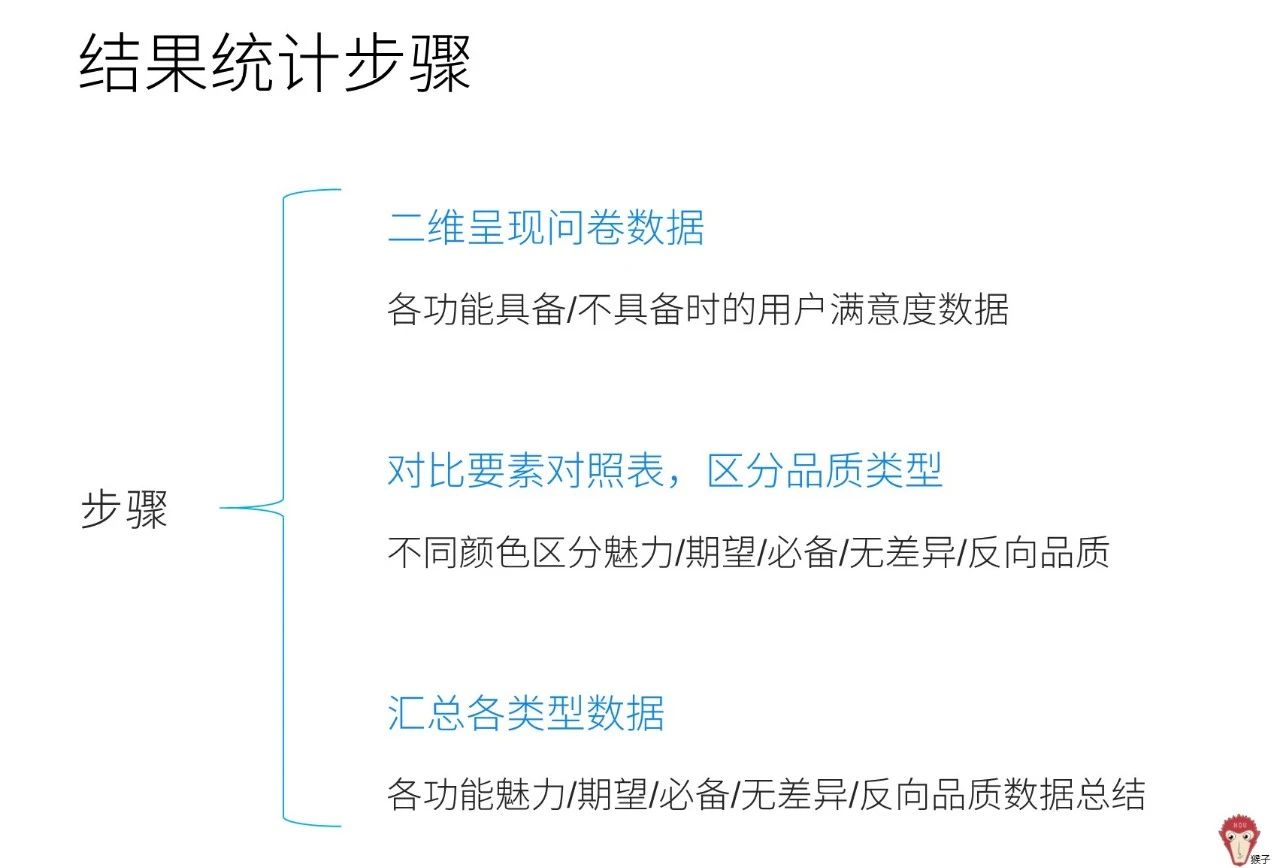 结果统计步骤
二维呈现问卷数据
各功能具备/不具备时的用户满意度数据
对比要素对照表，区分品质类型
步骤
不同颜色区分魅力/期望/必备/无差异/反向品质
汇总各类型数据
各功能魅力/期望/必备/无差异/反向品质数据总结
HOU
猴子